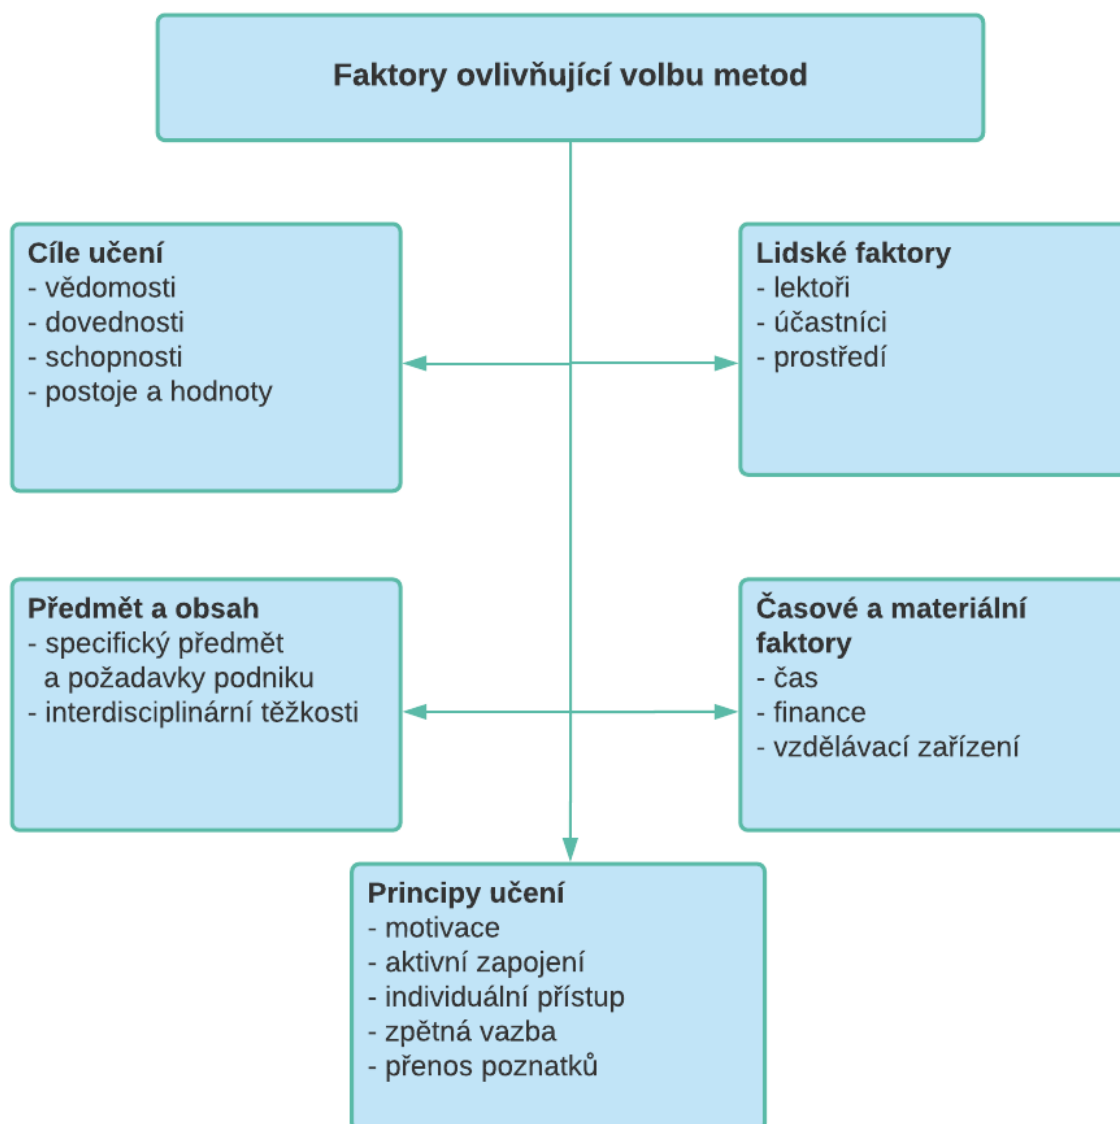 Faktory ovlivňující volbu metod
Cíle učení
- vědomosti
- dovednosti
- schopnosti
- postoje a hodnoty
Lidské faktory
- lektoři
- účastníci
- prostředí
Předmět a obsah
- specifický předmět
a požadavky podniku
- interdisciplinární těžkosti
Časové a materiální
faktory
- čas
- finance
- vzdělávací zařízení
Principy učení
- motivace
- aktivní zapojení
- individuální přístup
- zpětná vazba
- přenos poznatků